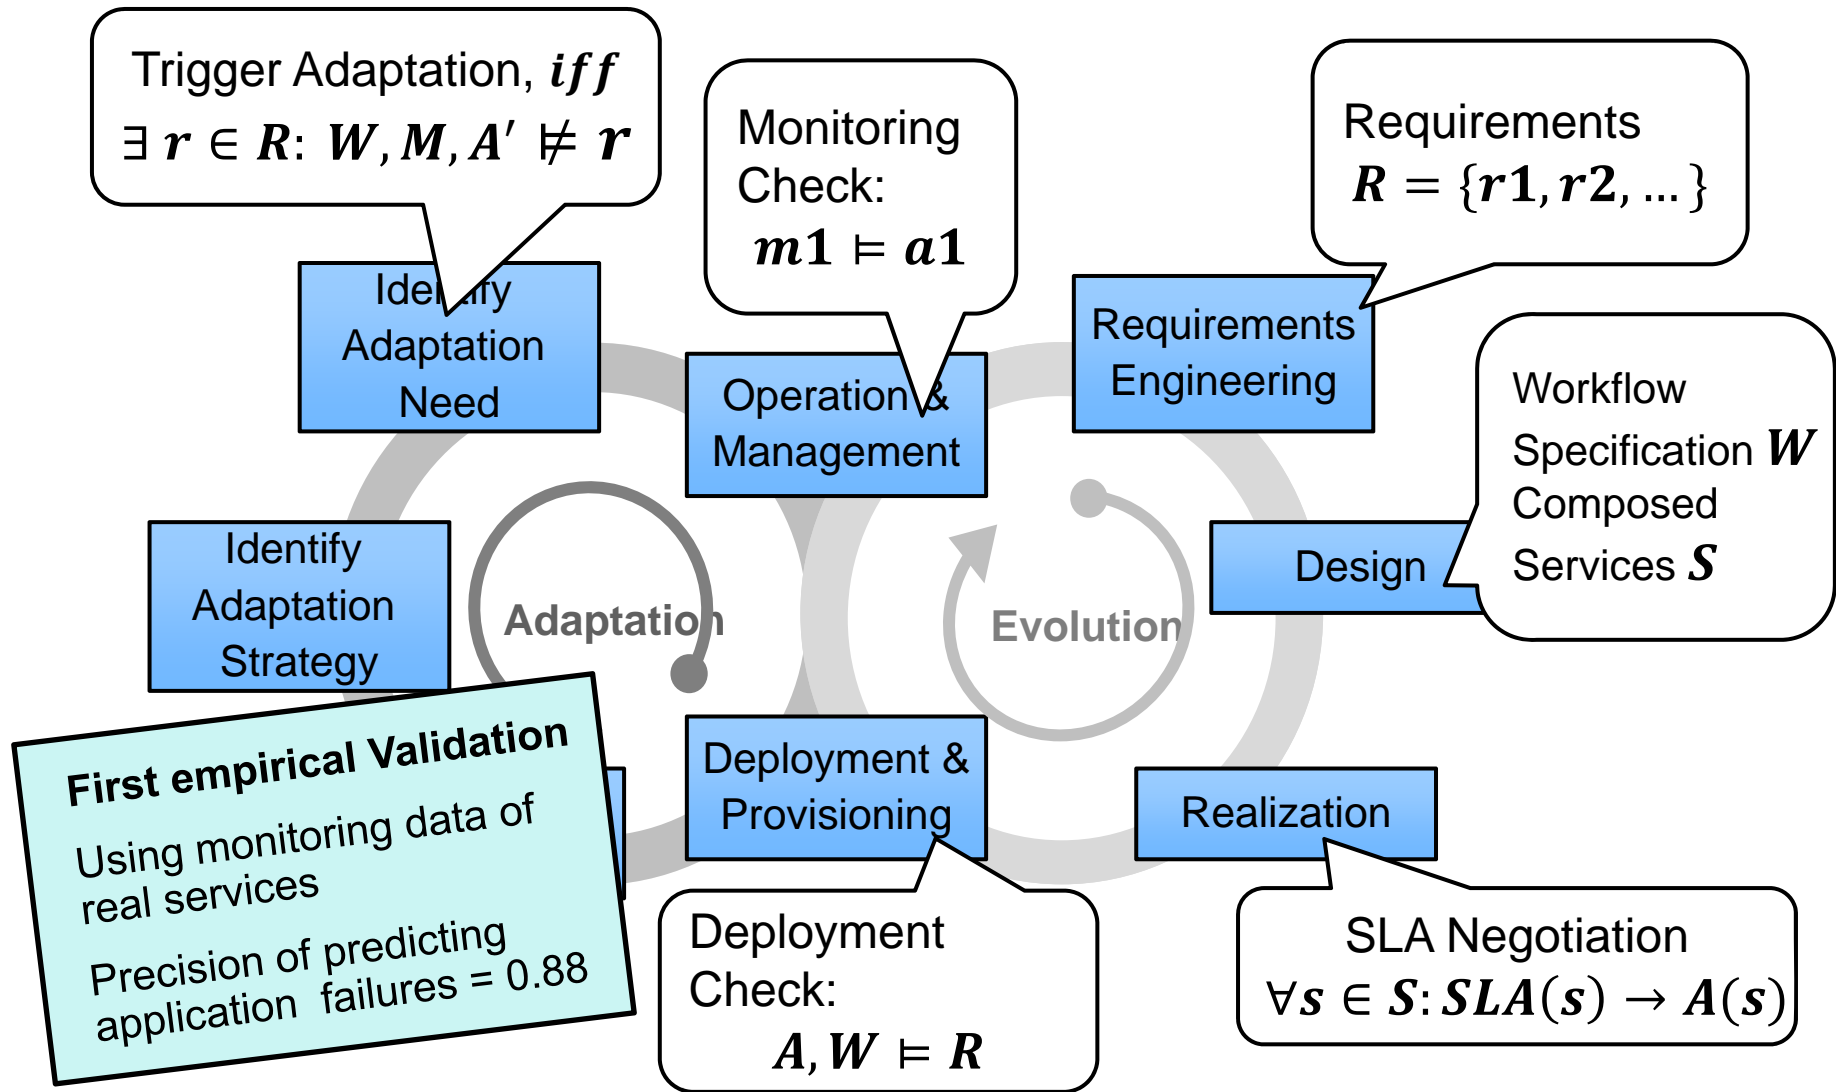 Trigger Adaptation, iff
∃ r ∈ R: W, M, A′ ⊭ r
Monitoring
Check:
m1 ⊨ a1
Requirements
R = {r1, r2, … }
Identify
Adaptation
Need
Operation &
Management
Requirements
Engineering
Workflow
Specification W
Composed
Services S
Identify
Adaptation
Strategy
Adaptation
Evolution
Design
First empirical Validation
Using monitoring data of
real services
Precision of predicting
application failures = 0.88
Deployment &
Provisioning
Realization
Deployment
Check:
A, W ⊨ R
SLA Negotiation
∀s ∈ S: SLA(s) → A(s)